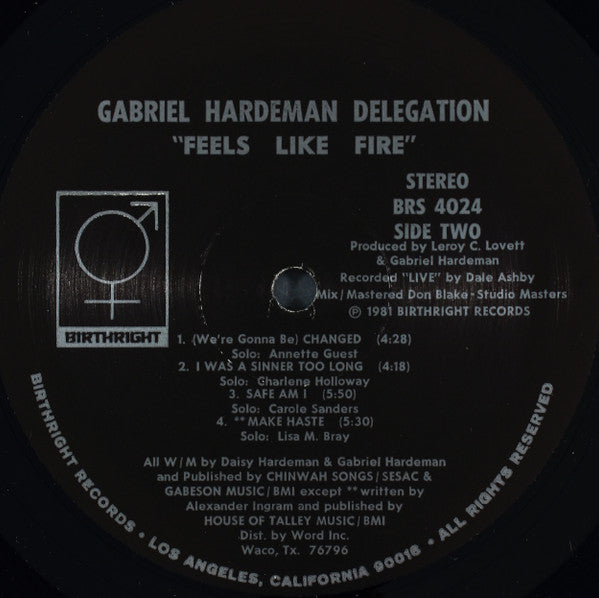 GABRIEL HARDEMAN DELEGATION
"FEELS LIKE FIRE"
STEREO
BRS 4024
SIDE TWO
Produced by Leroy C. Lovett
& Gabriel Hardeman
Recorded "LIVE" by Dale Ashby
Mix/Mastered Don Blake-Studio Masters
℗ 1981 BIRTHRIGHT RECORDS
BIRTHRIGHT
1. (We're Gonna Be) CHANGED (4:28)
Solo: Annette Guest
2. I WAS A SINNER TOO LONG (4:18)
Solo: Gharlene Holloway
3. SAFE AM I (5:50)
Solo: Carole Sanders
4. **MAKE HASTE (5:30)
Solo: Lisa M. Bray
All W/M by Daisy Hardeman & Gabriel Hardeman
and Published by CHINWAH SONGS/SESAC &
GABESON MUSIC/BMI except **written by
Alexander Ingram and published by
HOUSE OF TALLEY MUSIC/BMI
Dist. by Word Inc.
Waco, Tx. 76796
BIRTHRIGHT RECORDS • LOS ANGELES, CALIFORNIA 90016 • ALL RIGHTS RESERVED